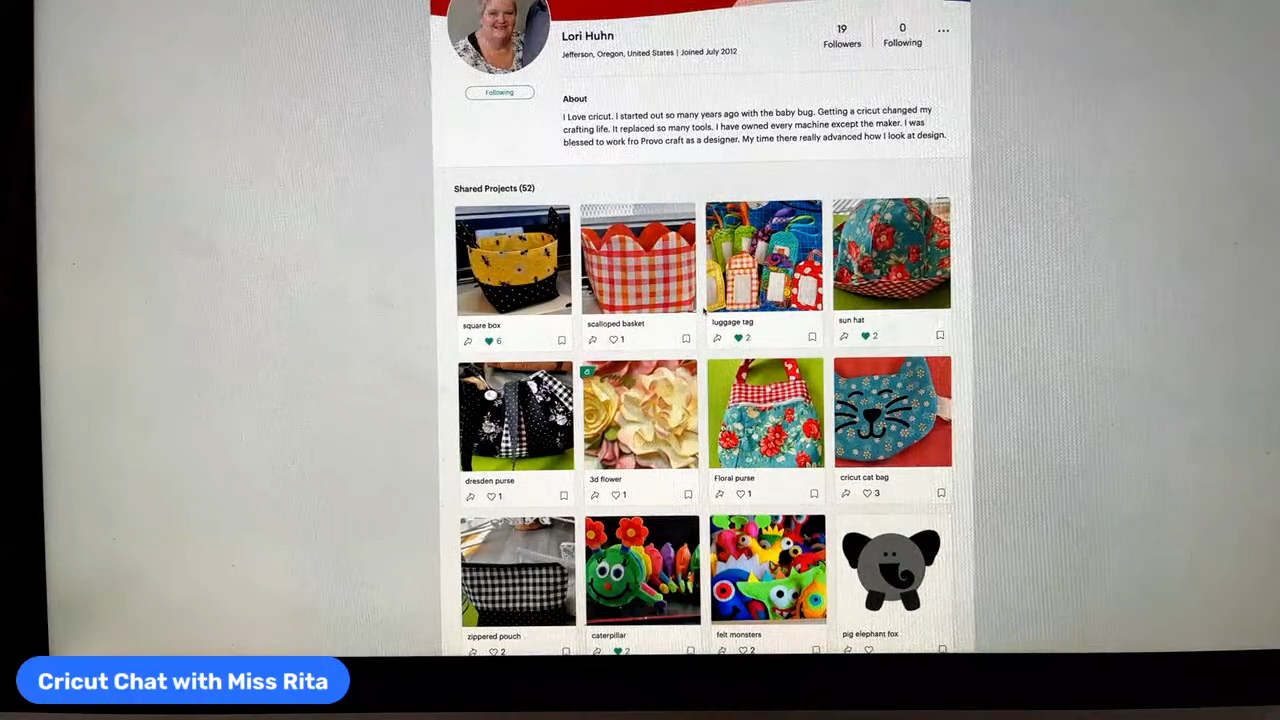 Lori Huhn
Jefferson, Oregon, United States | Joined July 2012
19
Followers
0
Following
...
Following
About
I Love cricut. I started out so many years ago with the baby bug. Getting a cricut changed my
crafting life. It replaced so many tools. I have owned every machine except the maker. I was
blessed to work fro Provo craft as a designer. My time there really advanced how I look at design.
Shared Projects (52)
square box
6
scalloped basket
1
luggage tag
2
sun hat
2
dresden purse
1
a
3d flower
1
Floral purse
1
cricut cat bag
3
zippered pouch
2
caterpillar
2
felt monsters
2
pig elephant fox
Cricut Chat with Miss Rita